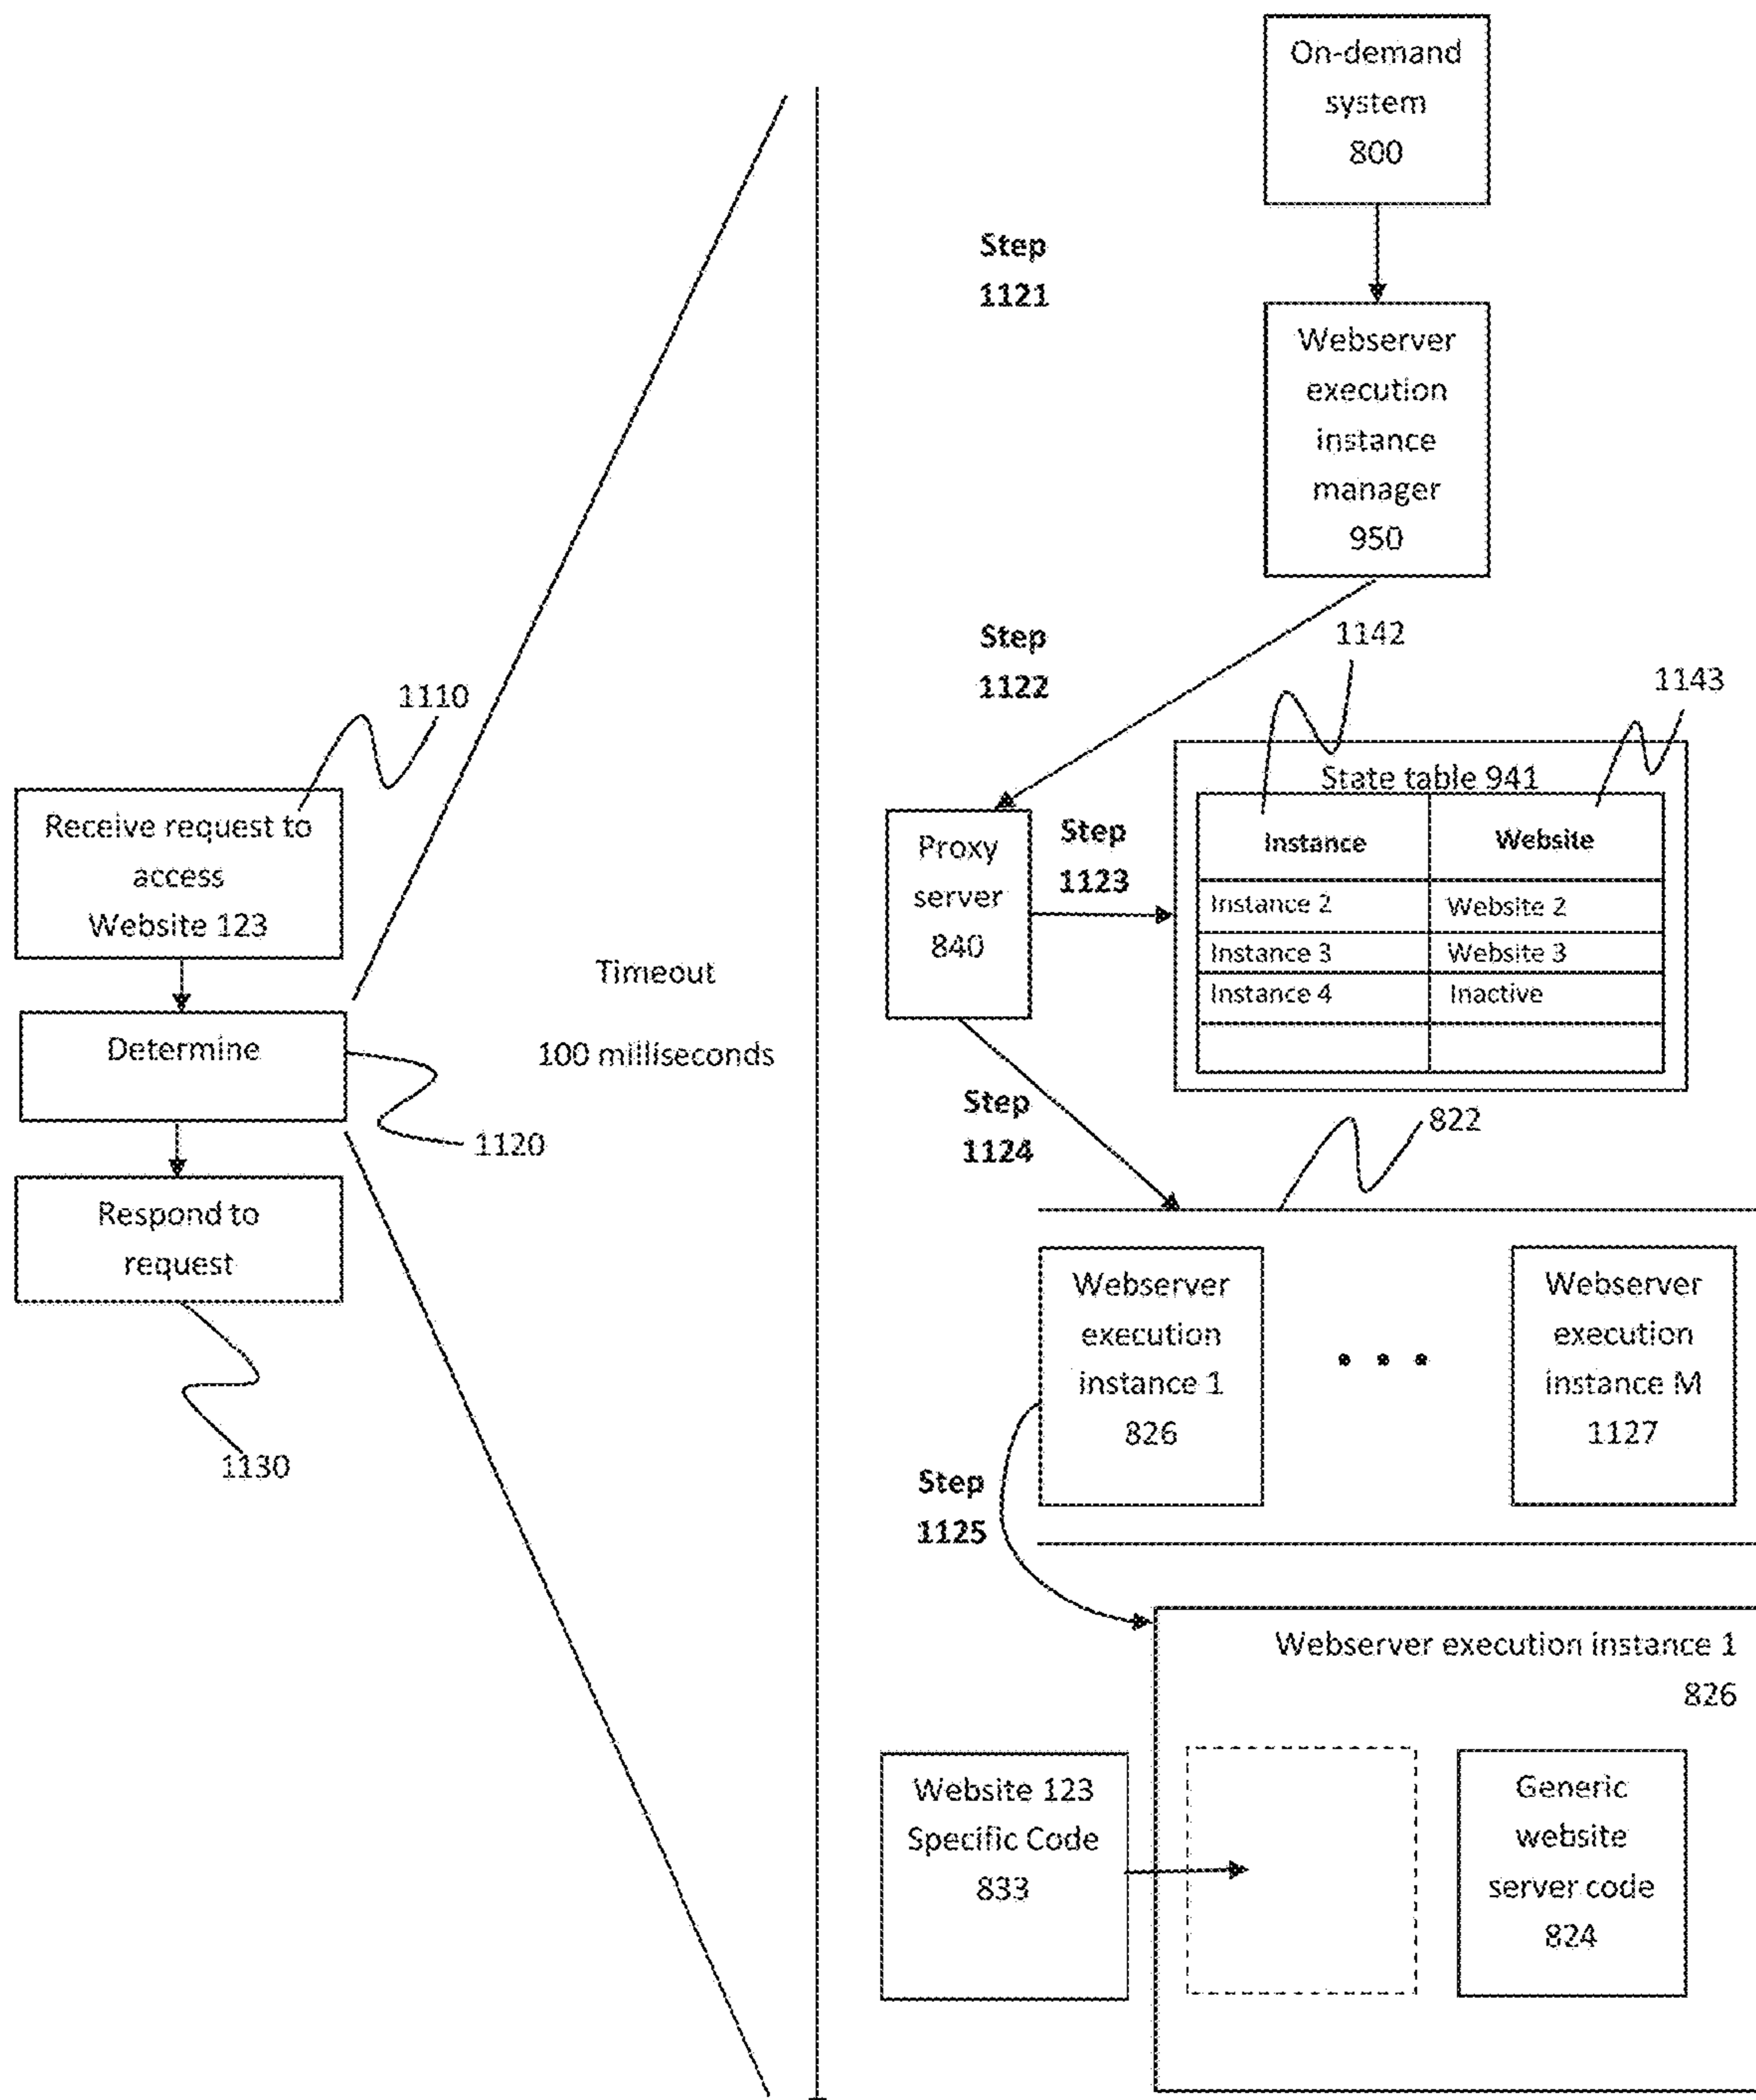 1110
Receive request to
access
Website 123
Determine
1120
Respond to
request
1130
Timeout
100 milliseconds
On-demand
system
800
Step
1121
Webserver
execution
instance
manager
950
Step
1122
1142
1143
Proxy
server
840
Step
1123
State table 941
Instance Website
Instance 2 Website 2
Instance 3 Website 3
Instance 4 Inactive
Step
1124
822
Webserver
execution
instance 1
826
Webserver
execution
instance M
1127
Step
1125
Webserver execution instance 1
826
Website 123
Specific Code
833
Generic
website
server code
824